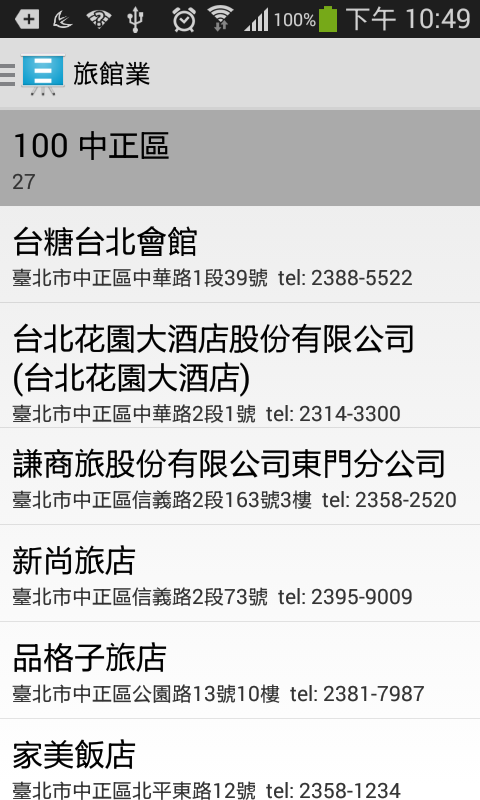 100% 下午 10:49
旅館業
100 中正區
27
台糖台北會館
臺北市中正區中華路1段39號 tel: 2388-5522
台北花園大酒店股份有限公司
(台北花園大酒店)
臺北市中正區中華路2段1號 tel: 2314-3300
謙商旅股份有限公司東門分公司
臺北市中正區信義路2段163號3樓 tel: 2358-2520
新尚旅店
臺北市中正區信義路2段73號 tel: 2395-9009
品格子旅店
臺北市中正區公園路13號10樓 tel: 2381-7987
家美飯店
臺北市中正區北平東路12號 tel: 2358-1234